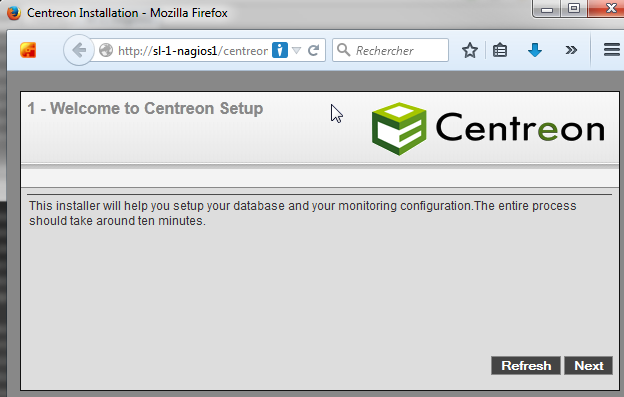 Centreon Installation - Mozilla Firefox
http://sl-1-nagios1/centreor
Rechercher
1 - Welcome to Centreon Setup
Centreon
This installer will help you setup your database and your monitoring configuration.The entire process
should take around ten minutes.
Refresh Next